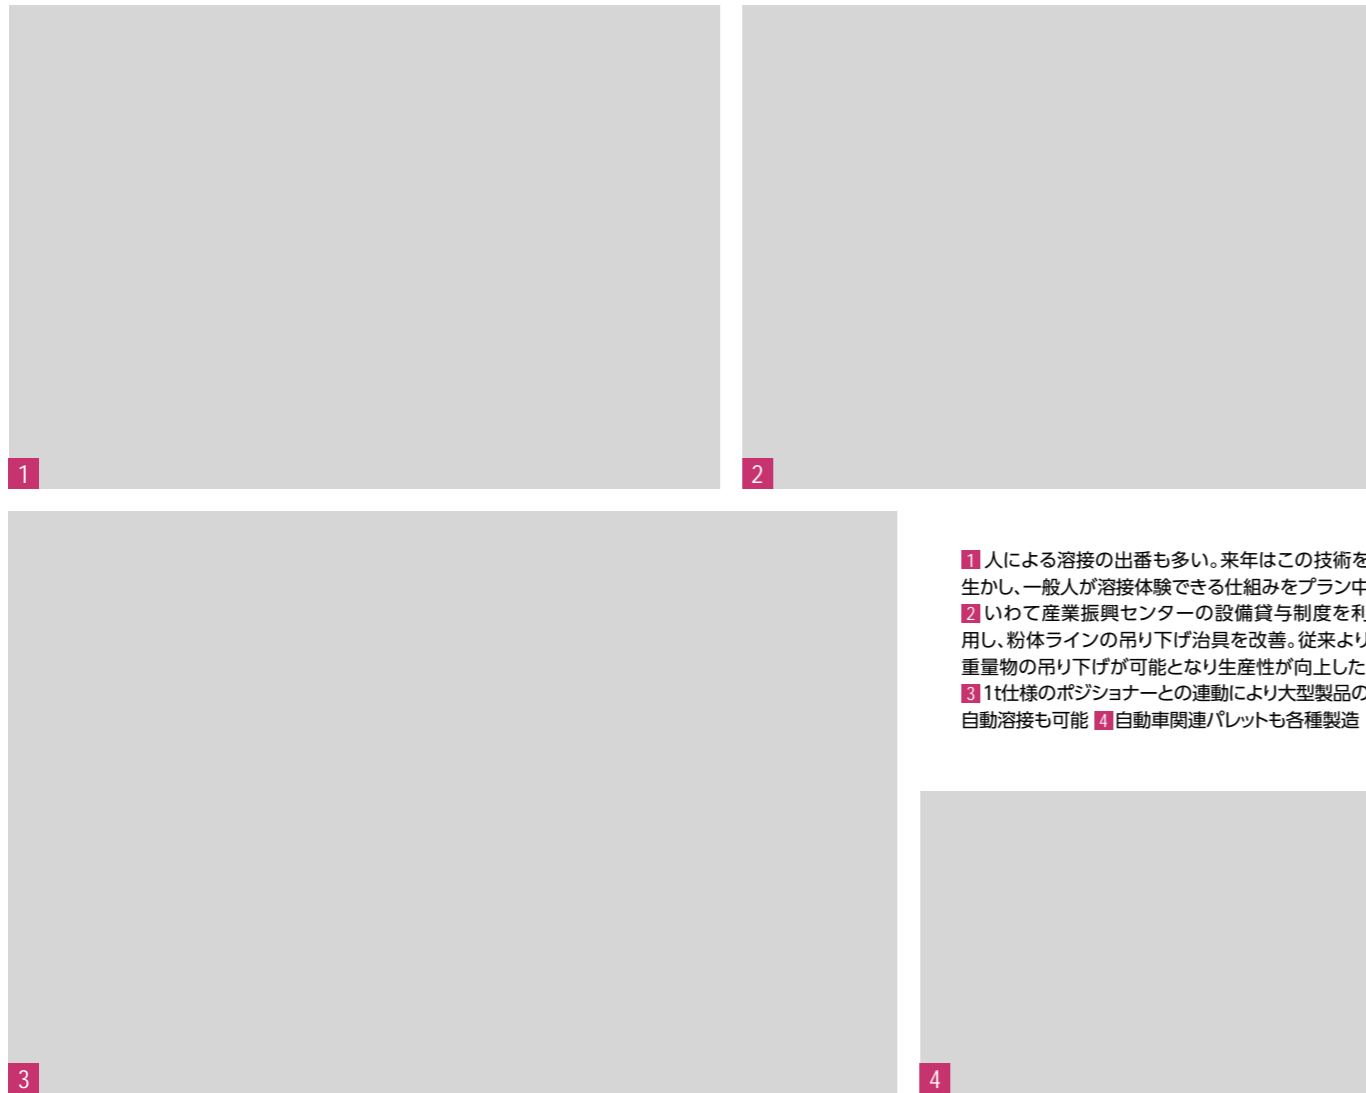 1
2
1 人による溶接の出番も多い。来年はこの技術を
生かし、一般人が溶接体験できる仕組みをプラン中
2 いわて産業振興センターの設備貸与制度を利
用し、粉体ラインの吊り下げ治具を改善。従来より
重量物の吊り下げが可能となり生産性が向上した
3 1t仕様のポジショナーとの連動により大型製品の
自動溶接も可能 4 自動車関連パレットも各種製造
3
4